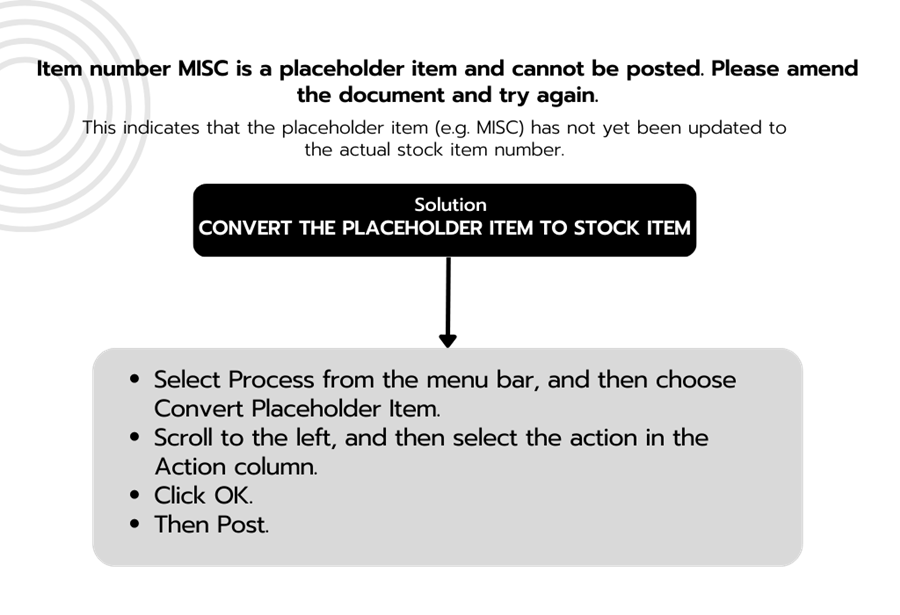 Item number MISC is a placeholder item and cannot be posted. Please amend
the document and try again.
This indicates that the placeholder item (e.g. MISC) has not yet been updated to
the actual stock item number.
Solution
CONVERT THE PLACEHOLDER ITEM TO STOCK ITEM
• Select Process from the menu bar, and then choose
Convert Placeholder Item.
• Scroll to the left, and then select the action in the
Action column.
• Click OK.
• Then Post.